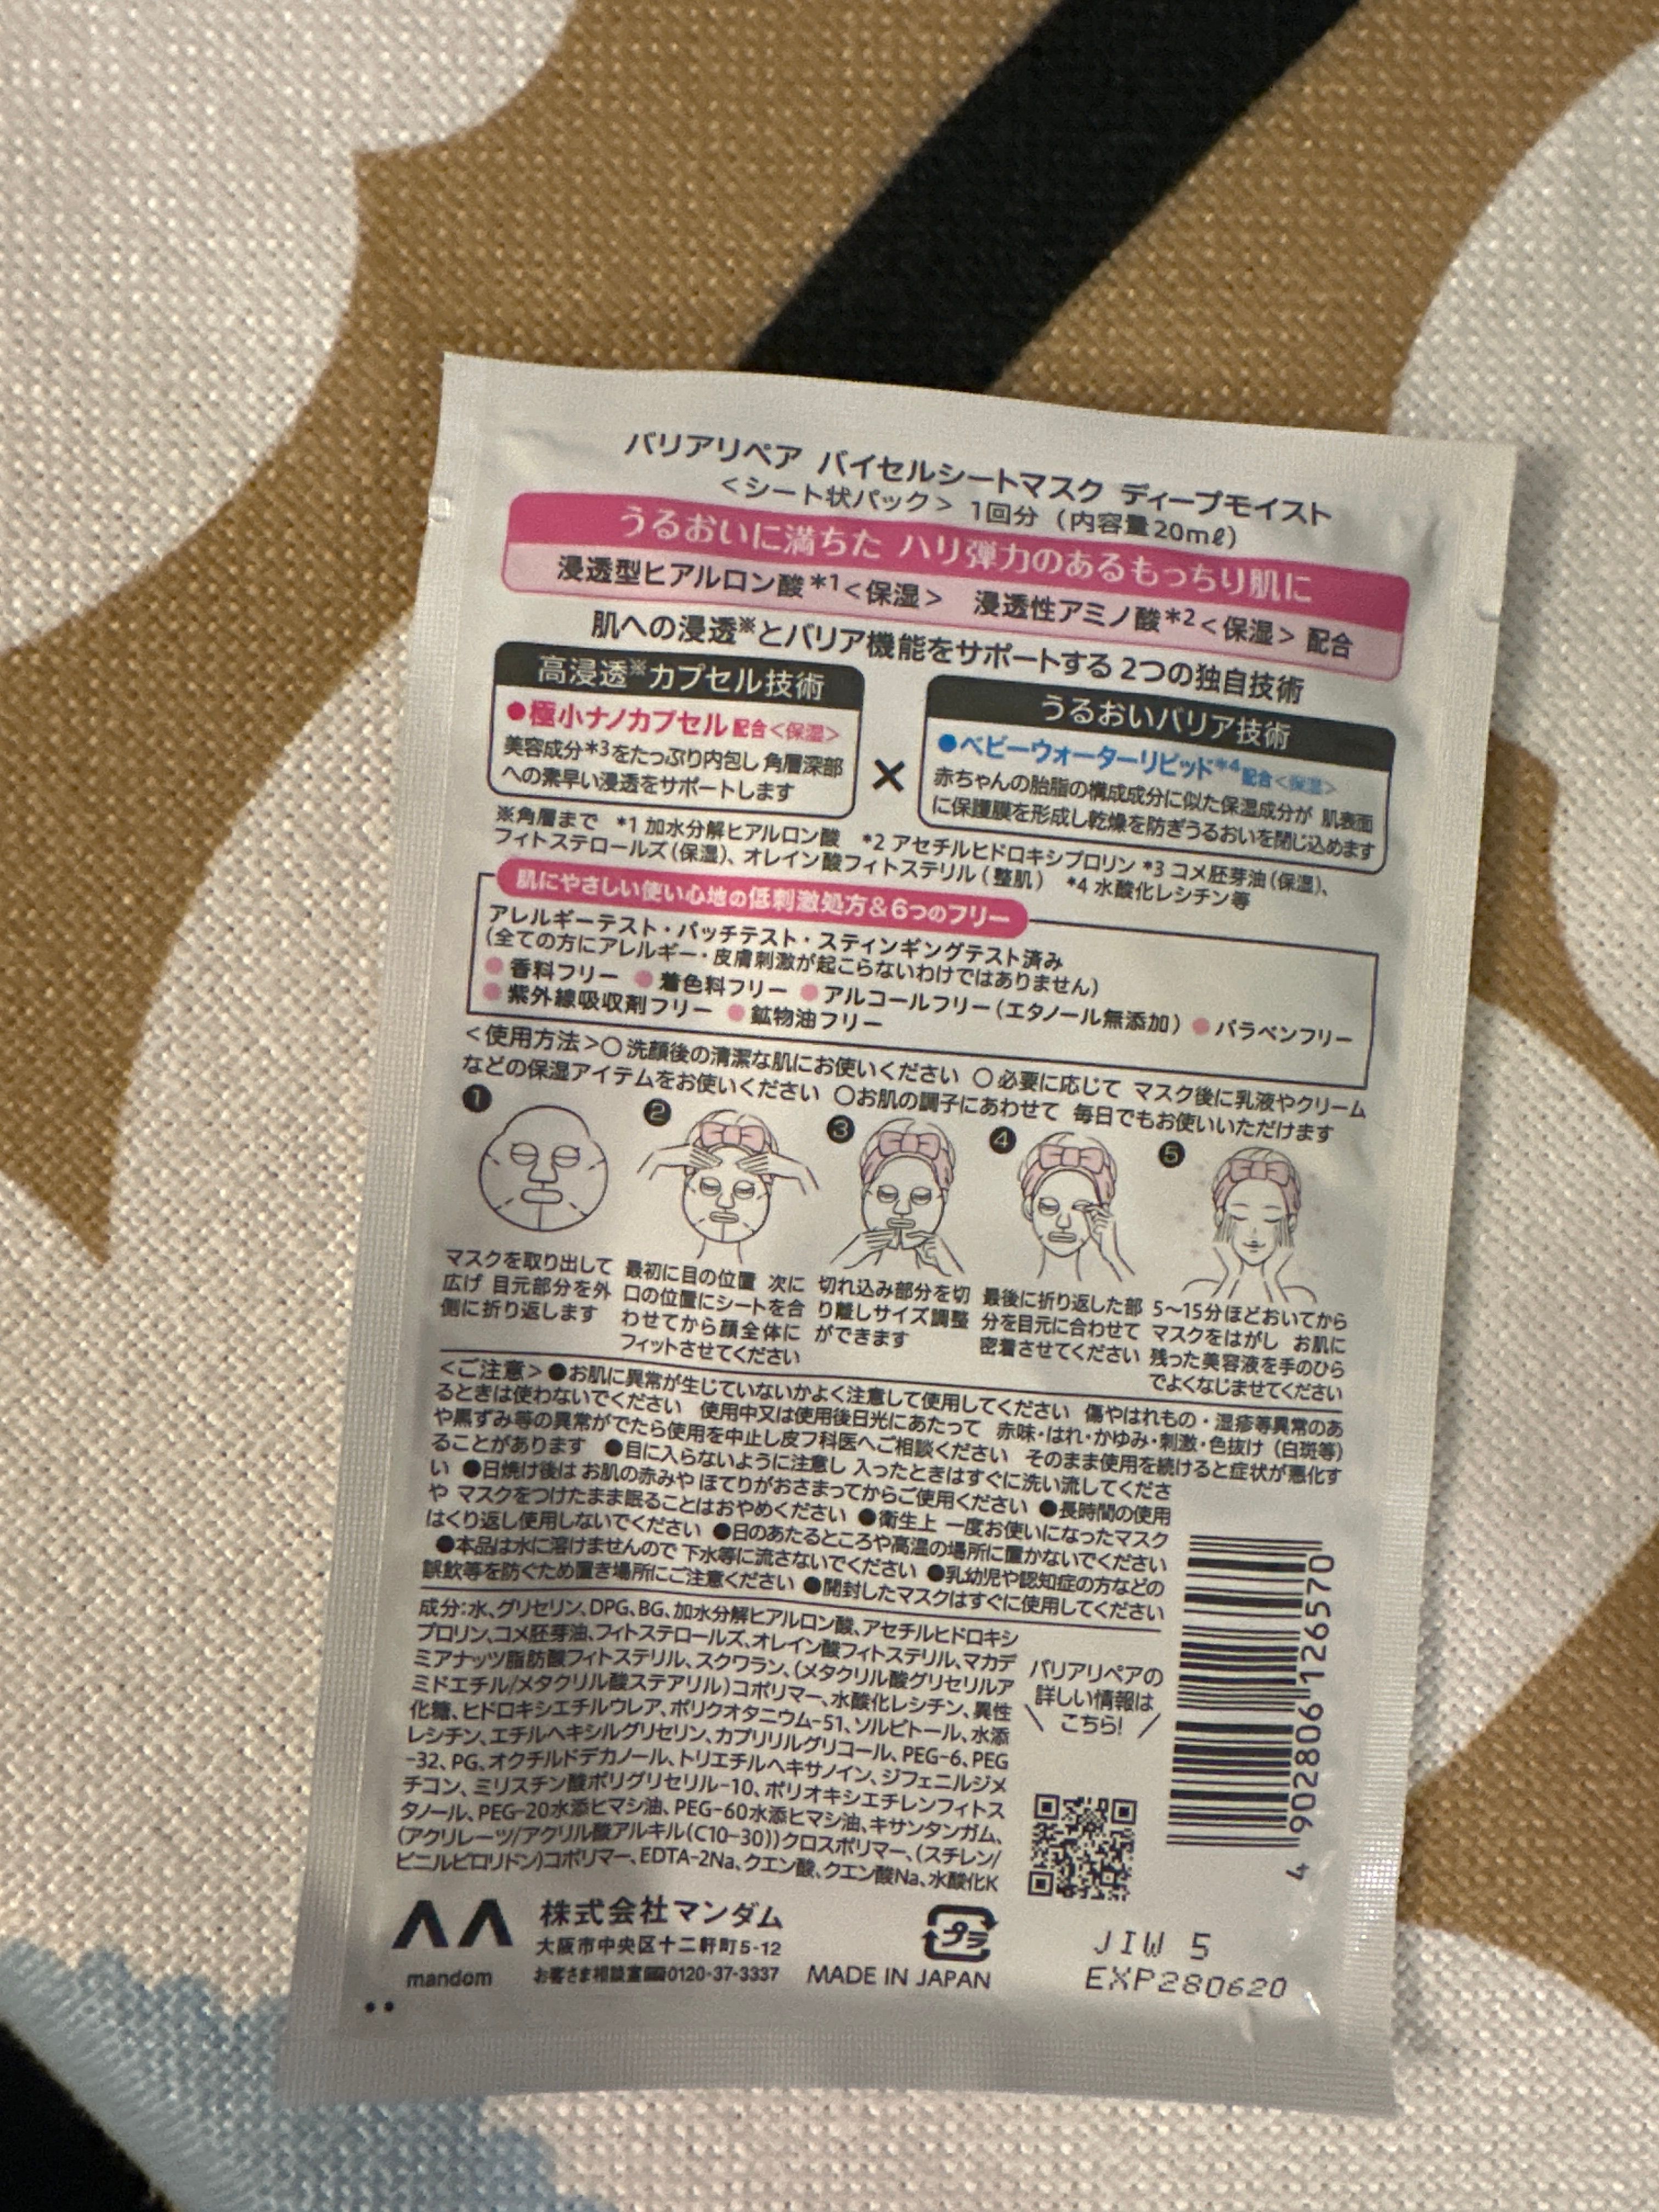 バリアリペア バイセルシートマスク ディープモイスト
<シート状パック> 1回分（内容量20mℓ）
うるおいに満ちた ハリ弾力のあるもっちり肌に
浸透型ヒアルロン酸*1<保湿> 浸透性アミノ酸*2<保湿> 配合
肌への浸透※とバリア機能をサポートする 2つの独自技術
高浸透※カプセル技術
●極小ナノカプセル 配合<保湿>
美容成分*3をたっぷり内包し 角層深部
への素早い浸透をサポートします
×
うるおいバリア技術
●ベビーウォーターリピッド*4配合<保湿>
赤ちゃんの胎脂の構成成分に似た保湿成分が 肌表面
に保護膜を形成し乾燥を防ぎうるおいを閉じ込めます
※角層まで *1 加水分解ヒアルロン酸 *2 アセチルヒドロキシプロリン *3 コメ胚芽油（保湿）、
フィトステロールズ（保湿）、オレイン酸フィトステリル（整肌） *4 水酸化レシチン等
肌にやさしい使い心地の低刺激処方＆6つのフリー
アレルギーテスト・パッチテスト・スティンギングテスト済み
（全ての方にアレルギー・皮膚刺激が起こらないわけではありません）
●香料フリー ●着色料フリー ●アルコールフリー（エタノール無添加） ●パラベンフリー
●紫外線吸収剤フリー ●鉱物油フリー
<使用方法>○洗顔後の清潔な肌にお使いください ○必要に応じて マスク後に乳液やクリーム
などの保湿アイテムをお使いください ○お肌の調子にあわせて 毎日でもお使いいただけます
1 2 3 4 5
マスクを取り出して
広げ 目元部分を外
側に折り返します
最初に目の位置 次に
口の位置にシートを合
わせてから顔全体に
フィットさせてください
切れ込み部分を切
り離しサイズ調整
ができます
最後に折り返した部
分を目元に合わせて
密着させてください
5〜15分ほどおいてから
マスクをはがし お肌に
残った美容液を手のひら
でよくなじませてください
<ご注意>●お肌に異常が生じていないかよく注意して使用してください 傷やはれもの・湿疹等異常のあ
るときは使わないでください 使用中又は使用後日光にあたって 赤味・はれ・かゆみ・刺激・色抜け（白斑等）
や黒ずみ等の異常がでたら使用を中止し皮フ科医へご相談ください そのまま使用を続けると症状が悪化す
ることがあります ●目に入らないように注意し 入ったときはすぐに洗い流してくださ
い ●日焼け後は お肌の赤みや ほてりがおさまってからご使用ください ●長時間の使用
や マスクをつけたまま眠ることはおやめください ●衛生上 一度お使いになったマスク
はくり返し使用しないでください ●日のあたるところや高温の場所に置かないでください
●本品は水に溶けませんので 下水等に流さないでください ●乳幼児や認知症の方などの
誤飲等を防ぐため置き場所にご注意ください ●開封したマスクはすぐに使用してください
成分:水、グリセリン、DPG、BG、加水分解ヒアルロン酸、アセチルヒドロキシ
プロリン、コメ胚芽油、フィトステロールズ、オレイン酸フィトステリル、マカデ
ミアナッツ脂肪酸フィトステリル、スクワラン、（メタクリル酸グリセリルア
ミドエチル/メタクリル酸ステアリル）コポリマー、水酸化レシチン、異性
化糖、ヒドロキシエチルウレア、ポリクオタニウム-51、ソルビトール、水添
レシチン、エチルヘキシルグリセリン、カプリリルグリコール、PEG-6、PEG
-32、PG、オクチルドデカノール、トリエチルヘキサノイン、ジフェニルジメ
チコン、ミリスチン酸ポリグリセリル-10、ポリオキシエチレンフィトス
タノール、PEG-20水添ヒマシ油、PEG-60水添ヒマシ油、キサンタンガム、
（アクリレーツ/アクリル酸アルキル(C10-30)）クロスポリマー、（スチレン/
ビニルピロリドン）コポリマー、EDTA-2Na、クエン酸、クエン酸Na、水酸化K
バリアリペアの
詳しい情報は
\ こちら! /
4 902806 126570
mandom
株式会社マンダム
大阪市中央区十二軒町5-12
お客さま相談室 0120-37-3337
MADE IN JAPAN
プラ
JIW 5
EXP280620